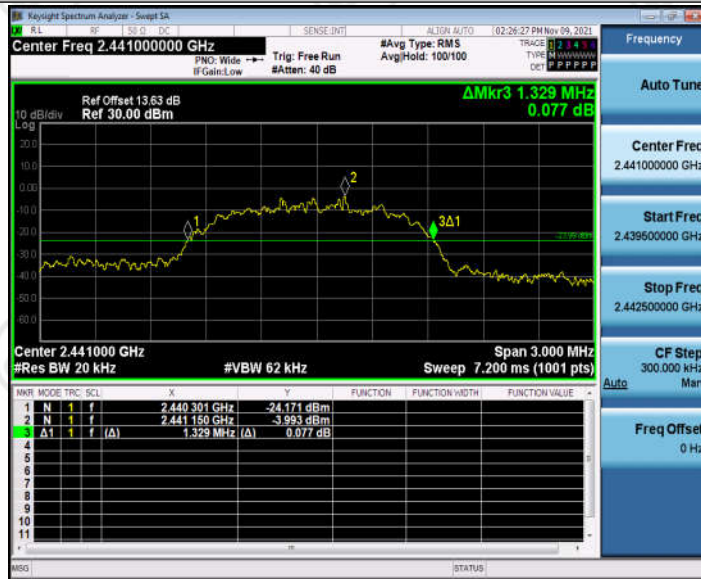 Keysight Spectrum Analyzer - Swept SA
RL RF 50 Ω DC SENSE:INT ALIGN AUTO 02:26:27 PM Nov 09, 2021
Center Freq 2.441000000 GHz
PNO: Wide
IFGain:Low
Trig: Free Run
#Atten: 40 dB
#Avg Type: RMS
Avg|Hold: 100/100
TRACE 1 2 3 4 5 6
TYPE M WWWWW
DET P P P P P P
Frequency
Auto Tune
Center Freq
2.441000000 GHz
Start Freq
2.439500000 GHz
Stop Freq
2.442500000 GHz
CF Step
300.000 kHz
Auto Man
Freq Offset
0 Hz
ΔMkr3 1.329 MHz
0.077 dB
Ref Offset 13.63 dB
10 dB/div Ref 30.00 dBm
Log
20.0
10.0
0.00
-10.0
-20.0
-30.0
-40.0
-50.0
-60.0
1
2
3Δ1
-23.99 dBm
Center 2.441000 GHz Span 3.000 MHz
#Res BW 20 kHz #VBW 62 kHz Sweep 7.200 ms (1001 pts)
MKR MODE TRC SCL X Y FUNCTION FUNCTION WIDTH FUNCTION VALUE
1 N 1 f 2.440 301 GHz -24.171 dBm
2 N 1 f 2.441 150 GHz -3.993 dBm
3 Δ1 1 f (Δ) 1.329 MHz (Δ) 0.077 dB
4
5
6
7
8
9
10
11
MSG STATUS